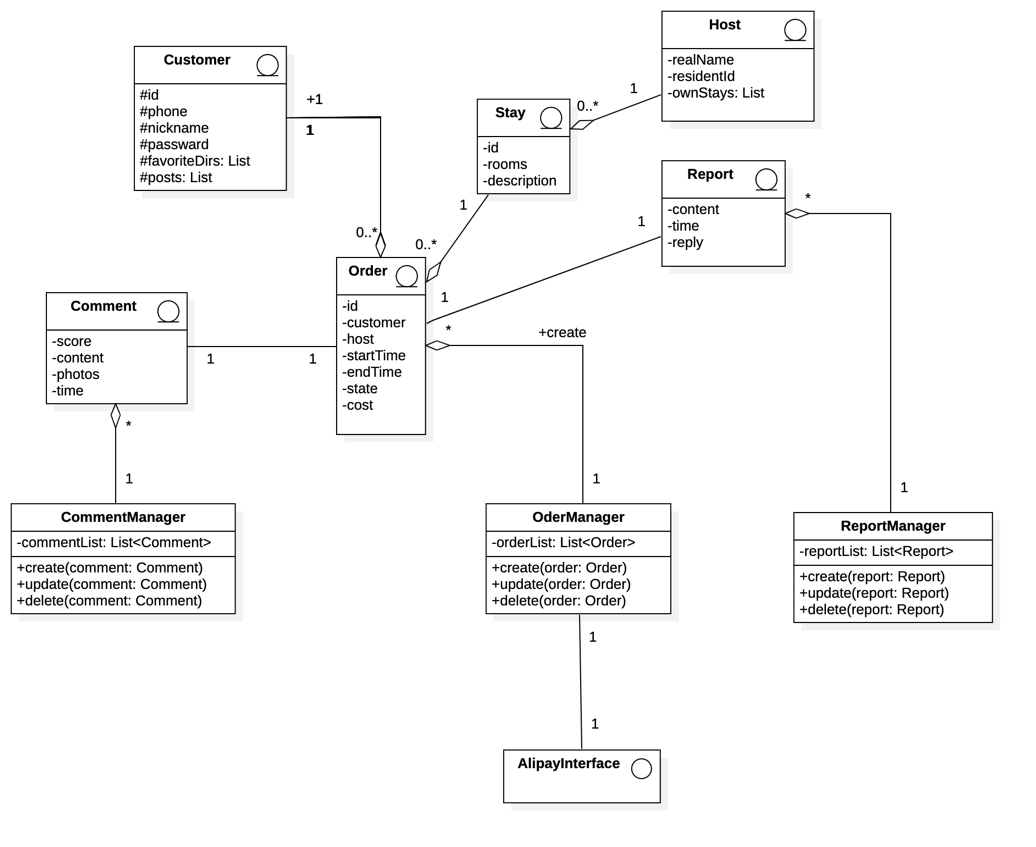 Host
-realName
-residentId
-ownStays: List
Customer
#id
#phone
#nickname
#passward
#favoriteDirs: List
#posts: List
+1
1
0..*
Stay
-id
-rooms
-description
0..*
1
1
0..*
Report
-content
-time
-reply
*
1
1
Order
-id
-customer
-host
-startTime
-endTime
-state
-cost
*
+create
Comment
-score
-content
-photos
-time
1
1
*
1
1
1
CommentManager
-commentList: List<Comment>
+create(comment: Comment)
+update(comment: Comment)
+delete(comment: Comment)
OderManager
-orderList: List<Order>
+create(order: Order)
+update(order: Order)
+delete(order: Order)
ReportManager
-reportList: List<Report>
+create(report: Report)
+update(report: Report)
+delete(report: Report)
1
1
AlipayInterface